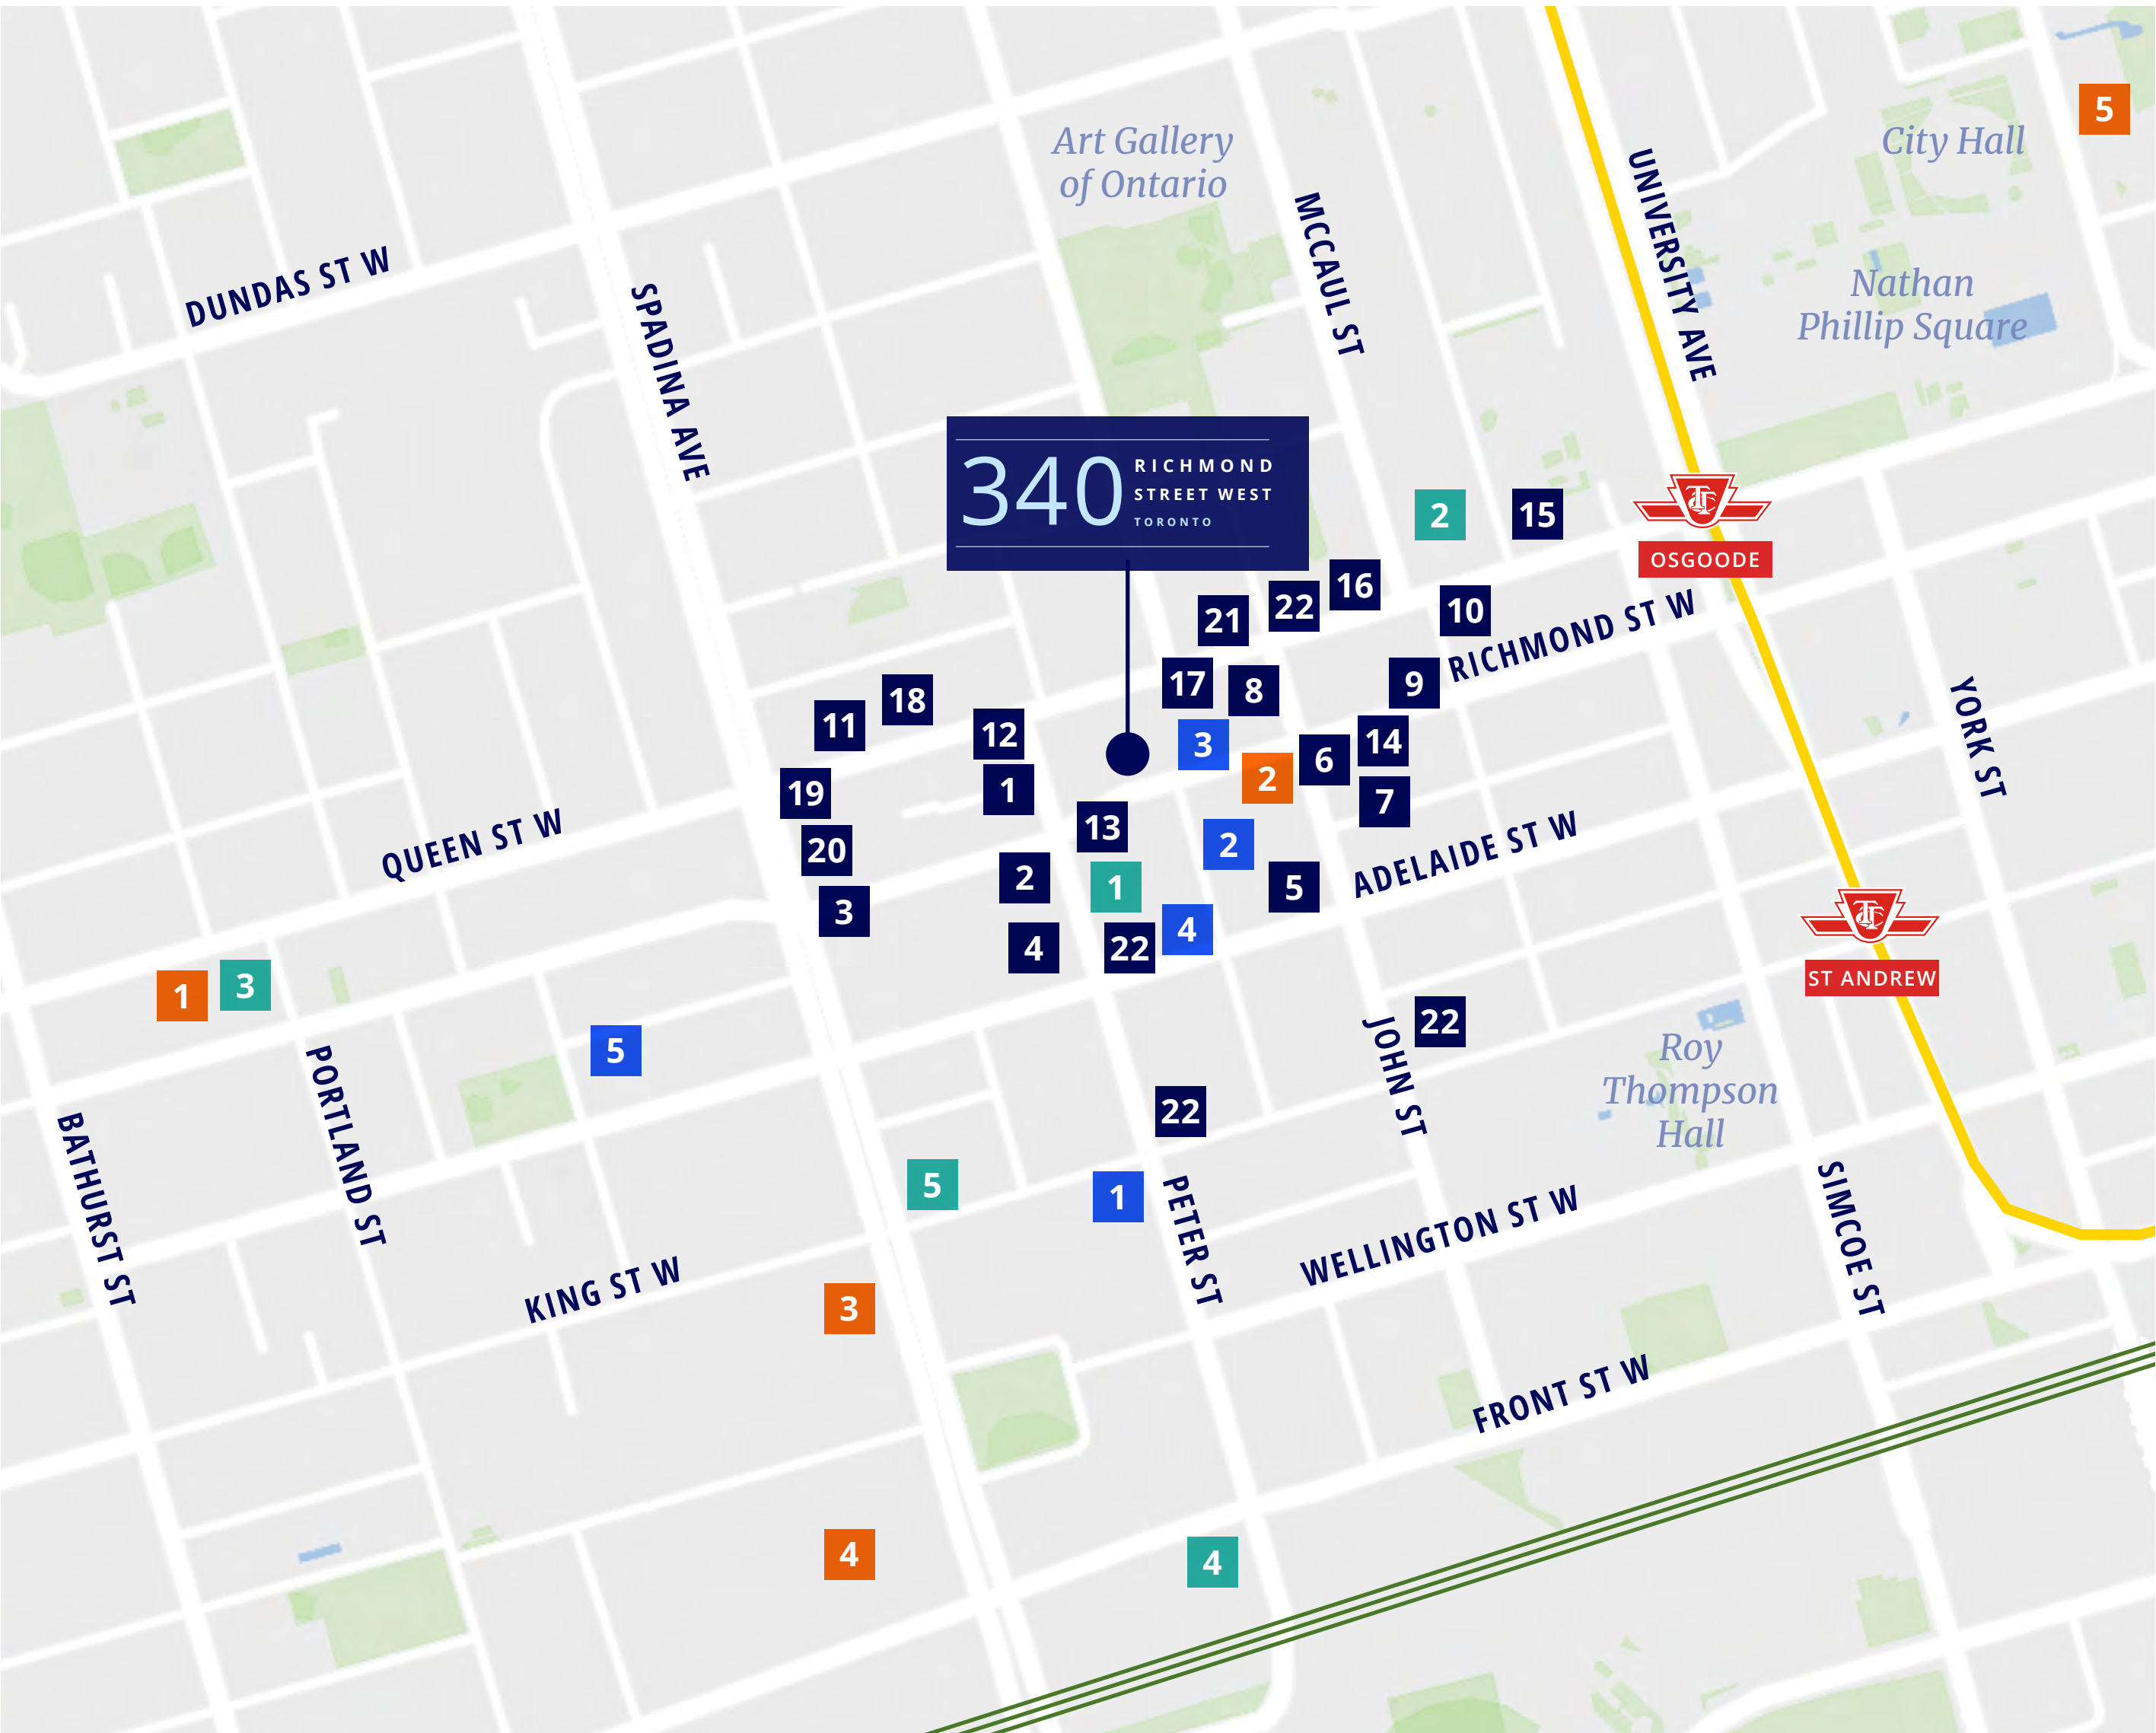 5
Art Gallery
of Ontario
City Hall
UNIVERSITY AVE
MCCAUL ST
DUNDAS ST W
SPADINA AVE
Nathan
Phillip Square
340
RICHMOND
STREET WEST
TORONTO
2
15
OSGOODE
16
22
21
10
RICHMOND ST W
17
8
9
18
11
12
3
14
6
2
7
YORK ST
19
1
13
20
2
QUEEN ST W
2
1
5
ADELAIDE ST W
3
4
22
4
ST ANDREW
1
3
5
22
JOHN ST
Roy
Thompson
Hall
PORTLAND ST
BATHURST ST
22
5
1
PETER ST
WELLINGTON ST W
SIMCOE ST
KING ST W
3
FRONT ST W
4
4